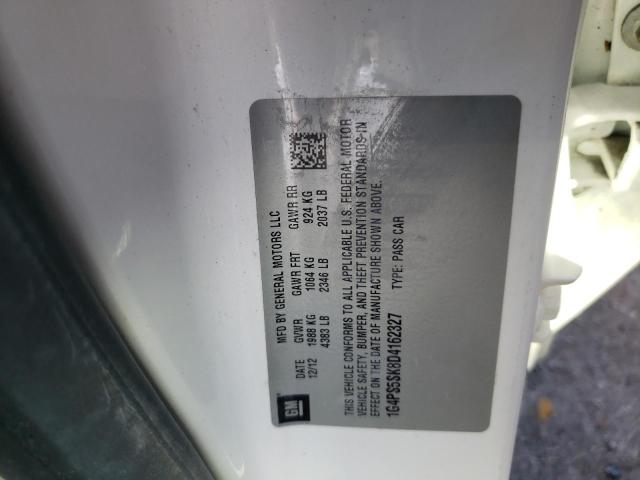 GM
MFD BY GENERAL MOTORS LLC
DATE GVWR GAWR FRT GAWR RR
12/12 1988 KG 1064 KG 924 KG
4383 LB 2346 LB 2037 LB
THIS VEHICLE CONFORMS TO ALL APPLICABLE U.S. FEDERAL MOTOR
VEHICLE SAFETY, BUMPER, AND THEFT PREVENTION STANDARDS IN
EFFECT ON THE DATE OF MANUFACTURE SHOWN ABOVE.
1G4PS5SK8D4162327 TYPE: PASS CAR